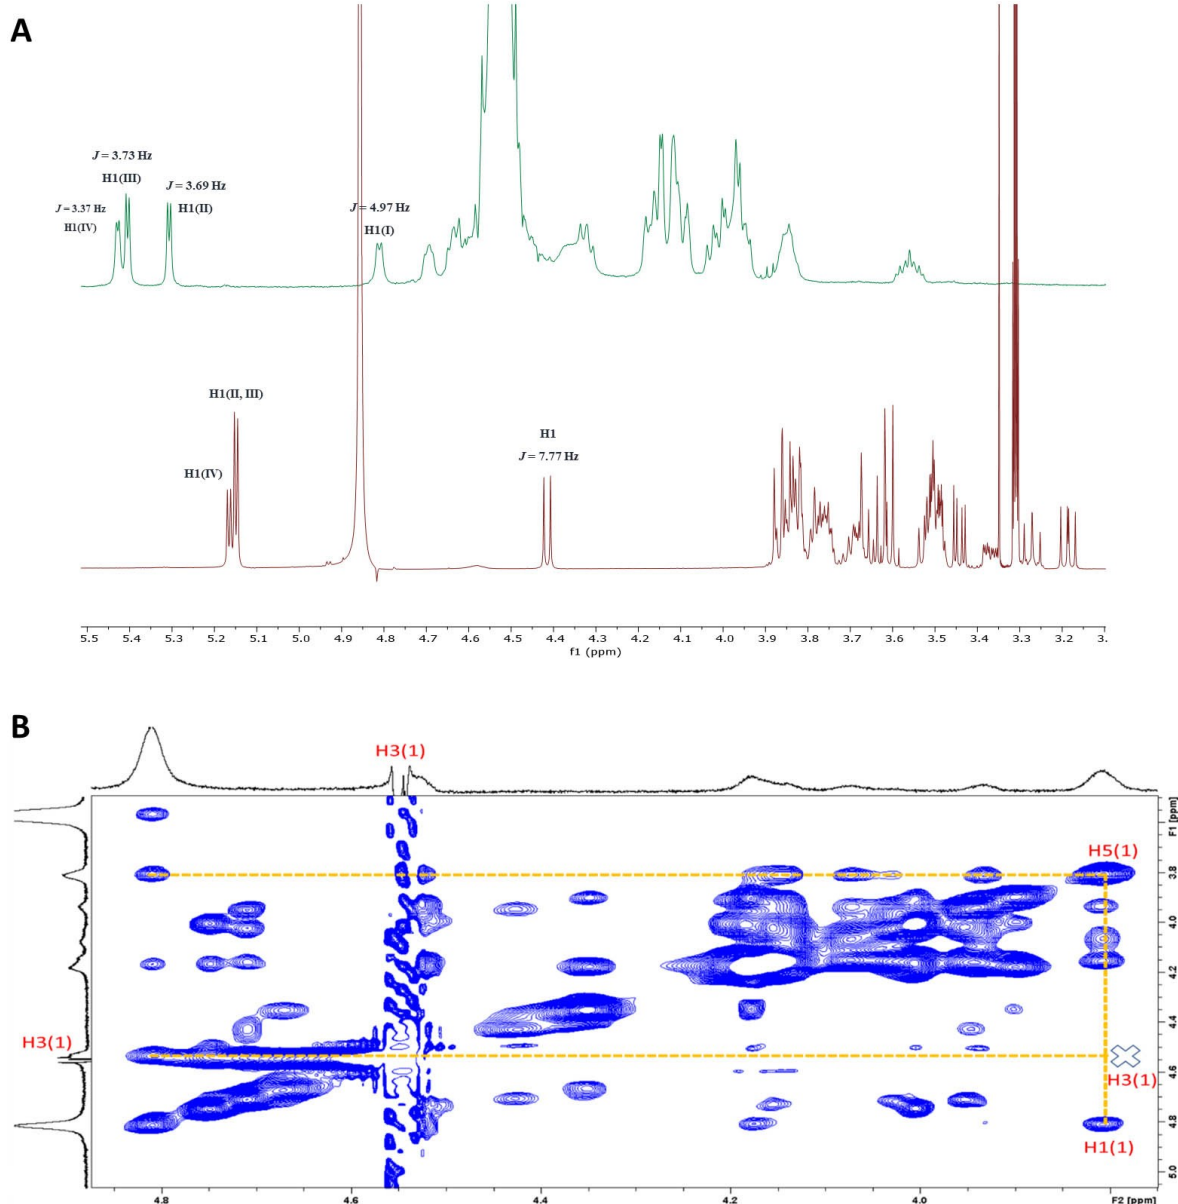 A
J = 3.73 Hz
H1(III)
J = 3.69 Hz
H1(II)
J = 3.37 Hz
H1(IV)
J = 4.97 Hz
H1(I)
H1(II, III)
H1(IV)
H1
J = 7.77 Hz
5.5 5.4 5.3 5.2 5.1 5.0 4.9 4.8 4.7 4.6 4.5 4.4 4.3 4.2 4.1 4.0 3.9 3.8 3.7 3.6 3.5 3.4 3.3 3.2 3.
f1 (ppm)
B
H3(1)
F1 [ppm]
H5(1)
3.8
4.0
4.2
4.4
H3(1)
4.6
H3(1)
4.8
H1(1)
5.0
4.8 4.6 4.4 4.2 4.0 F2 [ppm]